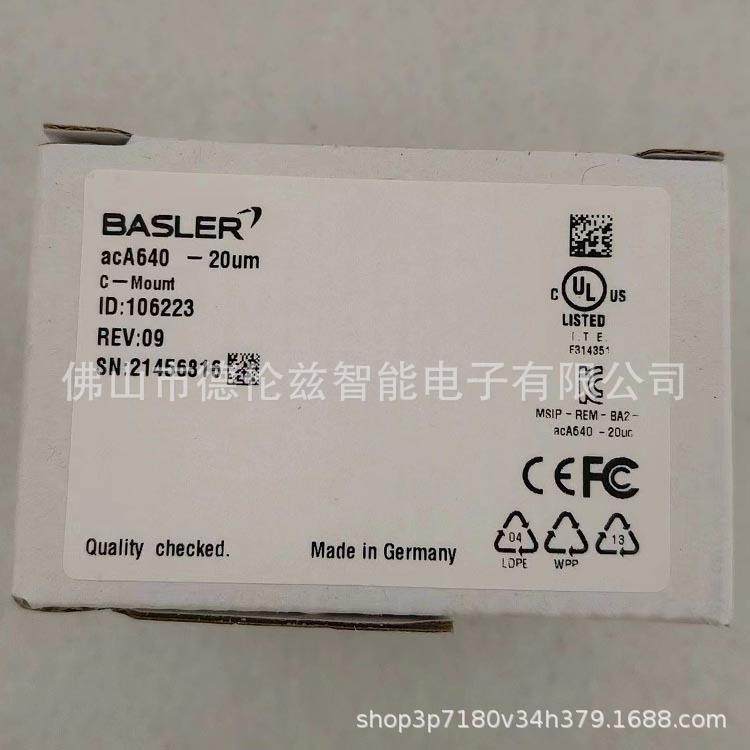 BASLER
acA640 - 20um
C - Mount
ID:106223
REV:09
SN:21456816
C UL US
LISTED
I.T.E.
E314351
MSIP - REM - BA2 -
acA640 - 20uc
CE FC
Quality checked.
Made in Germany
04
LDPE
WPP
13
佛山市德伦兹智能电子有限公司
shop3p7180v34h379.1688.com